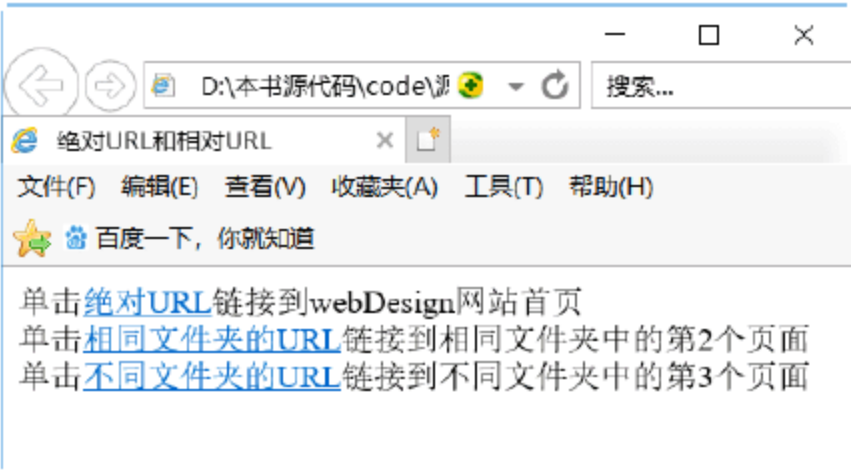 D:\本书源代码\code\源
搜索...
绝对URL和相对URL
文件(F) 编辑(E) 查看(V) 收藏夹(A) 工具(T) 帮助(H)
百度一下，你就知道
单击绝对URL链接到webDesign网站首页
单击相同文件夹的URL链接到相同文件夹中的第2个页面
单击不同文件夹的URL链接到不同文件夹中的第3个页面